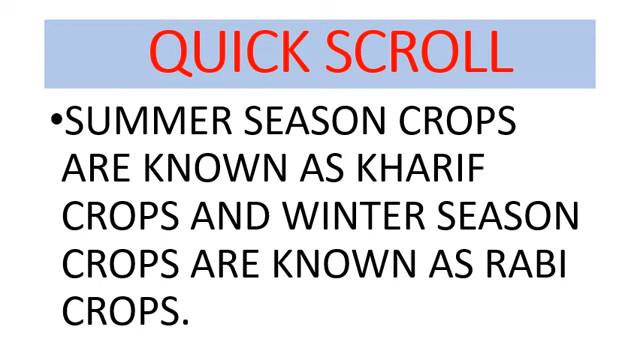 QUICK SCROLL
•SUMMER SEASON CROPS
ARE KNOWN AS KHARIF
CROPS AND WINTER SEASON
CROPS ARE KNOWN AS RABI
CROPS.